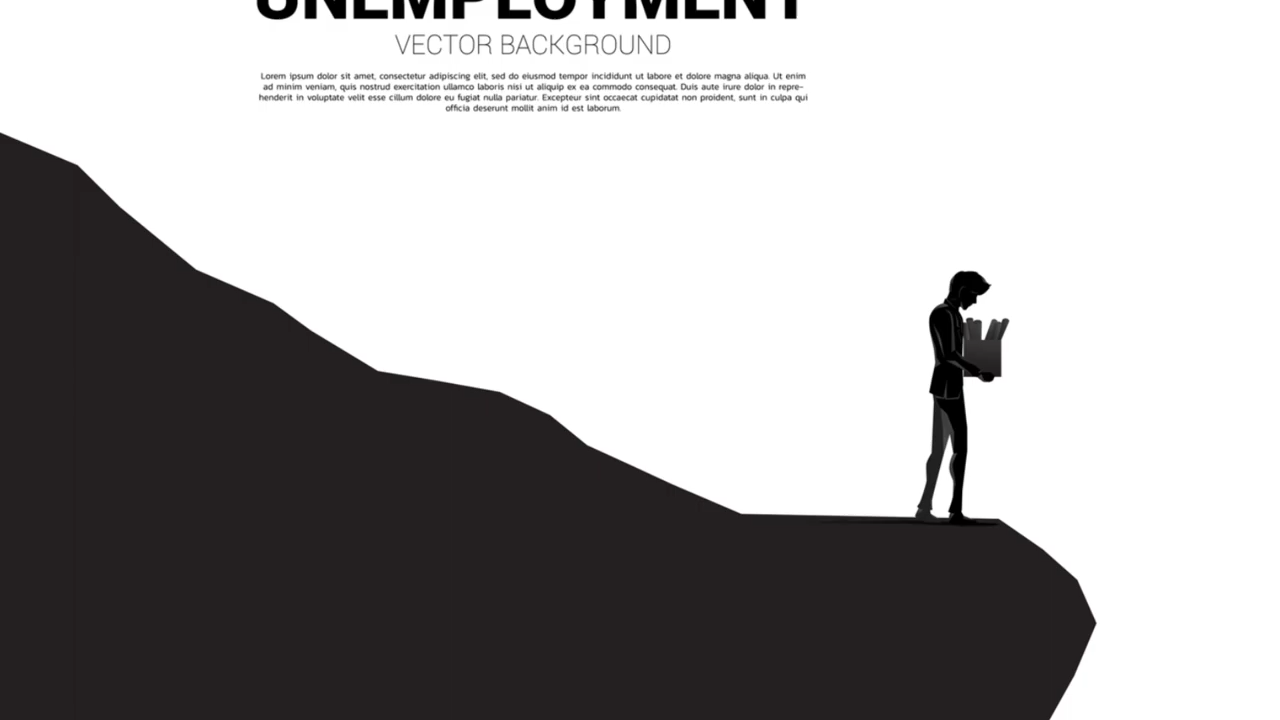 UNEMPLOYMENT
VECTOR BACKGROUND
Lorem ipsum dolor sit amet, consectetur adipiscing elit, sed do eiusmod tempor incididunt ut labore et dolore magna aliqua. Ut enim
ad minim veniam, quis nostrud exercitation ullamco laboris nisi ut aliquip ex ea commodo consequat. Duis aute irure dolor in repre-
henderit in voluptate velit esse cillum dolore eu fugiat nulla pariatur. Excepteur sint occaecat cupidatat non proident, sunt in culpa qui
officia deserunt mollit anim id est laborum.